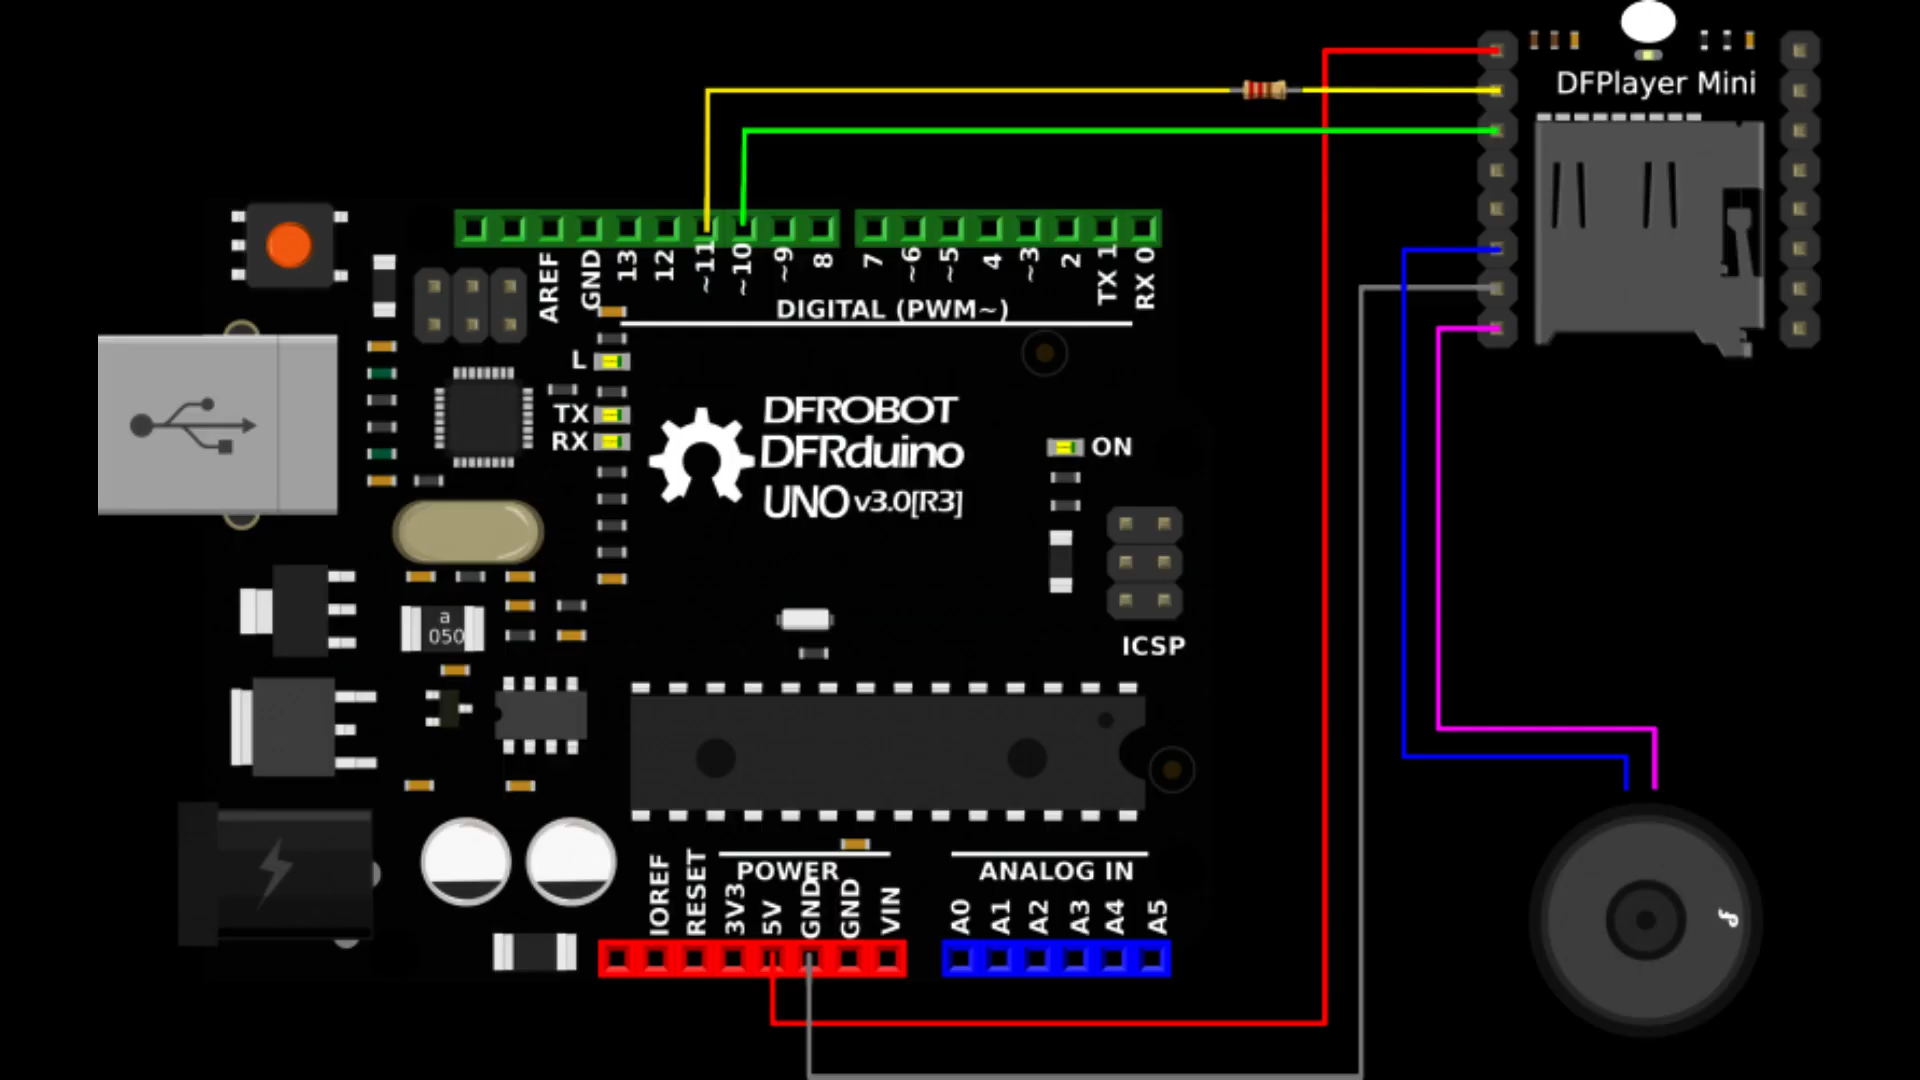 DFPlayer Mini
AREF
GND
13
12
~11
~10
~9
8
7
~6
~5
4
~3
2
TX 1
RX 0
DIGITAL (PWM~)
L
TX
RX
DFROBOT
DFRduino
UNO v3.0[R3]
ON
ICSP
a
050
POWER
ANALOG IN
IOREF
RESET
3V3
5V
GND
GND
VIN
A0
A1
A2
A3
A4
A5